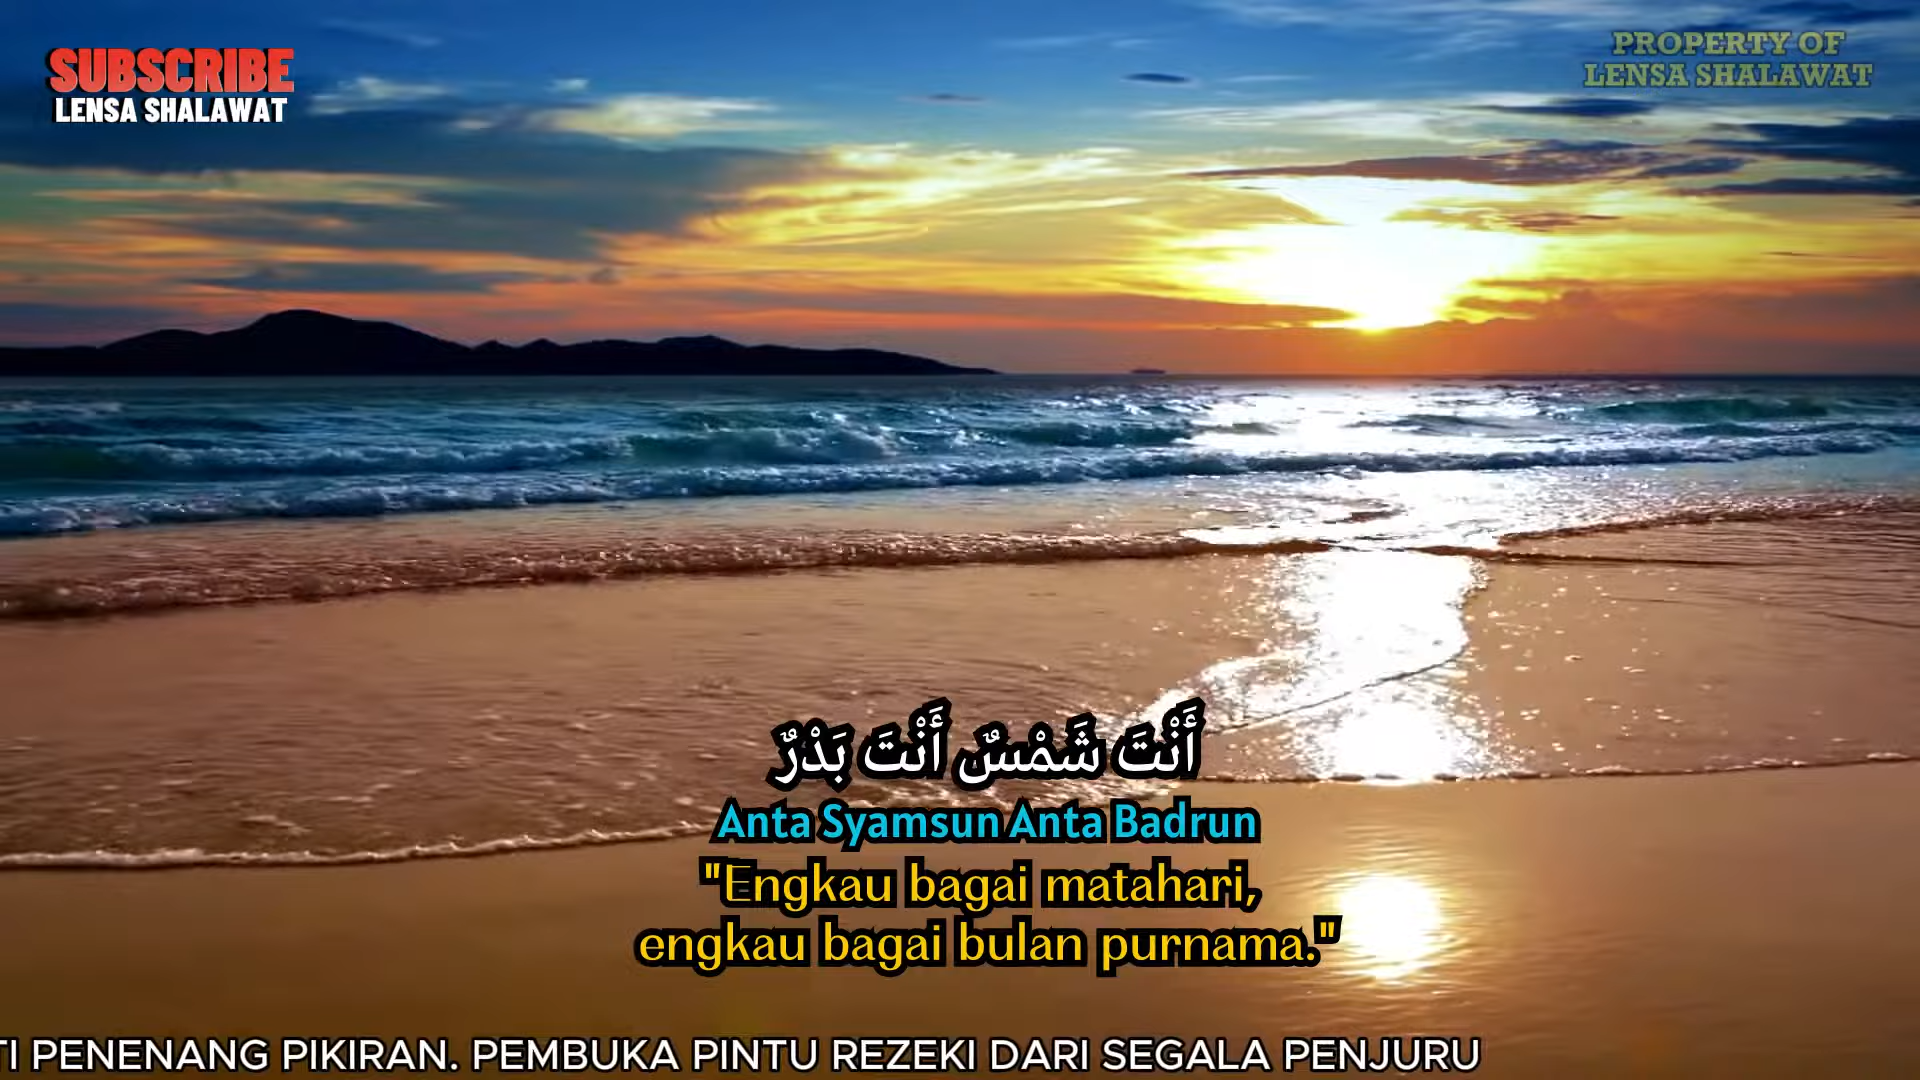 SUBSCRIBE
LENSA SHALAWAT
PROPERTY OF
LENSA SHALAWAT
أَنْتَ شَمْسٌ أَنْتَ بَدْرٌ
Anta Syamsun Anta Badrun
"Engkau bagai matahari,
engkau bagai bulan purnama."
TI PENENANG PIKIRAN. PEMBUKA PINTU REZEKI DARI SEGALA PENJURU